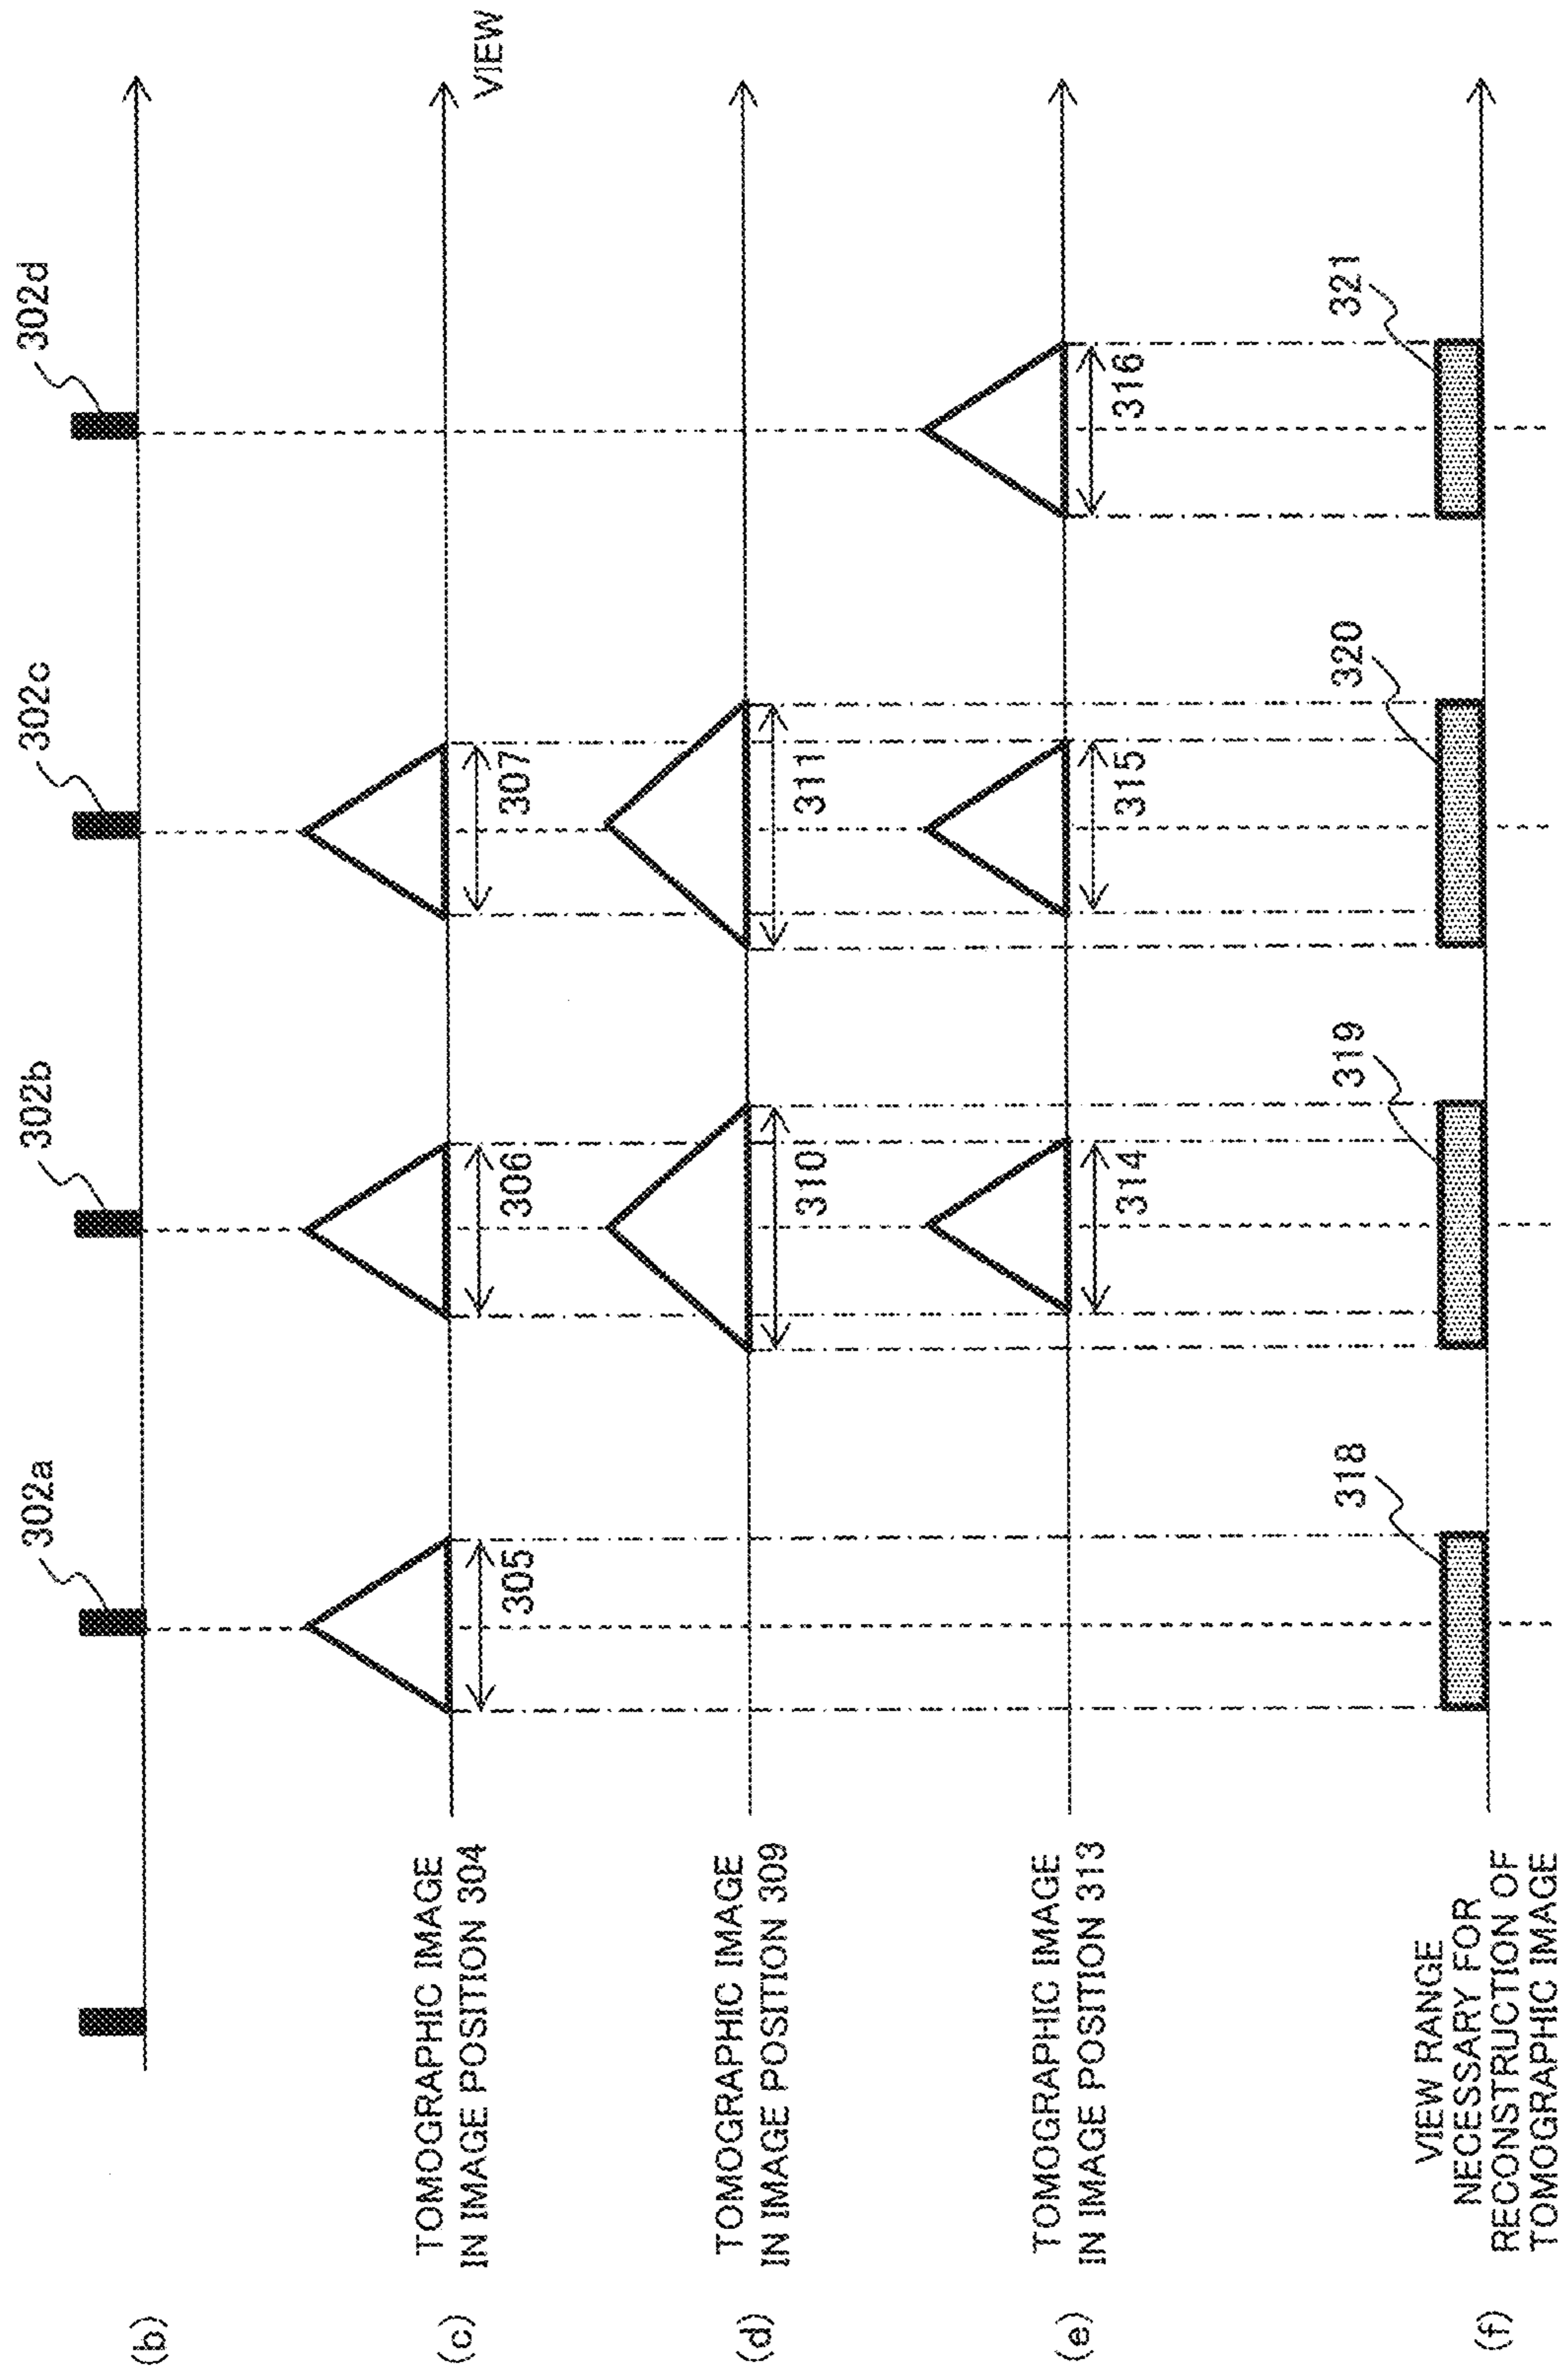 (b)
302a
302b
302c
302d
(c)
TOMOGRAPHIC IMAGE
IN IMAGE POSITION 304
305
306
307
VIEW
(d)
TOMOGRAPHIC IMAGE
IN IMAGE POSITION 309
310
311
(e)
TOMOGRAPHIC IMAGE
IN IMAGE POSITION 313
314
315
316
(f)
VIEW RANGE
NECESSARY FOR
RECONSTRUCTION OF
TOMOGRAPHIC IMAGE
318
319
320
321